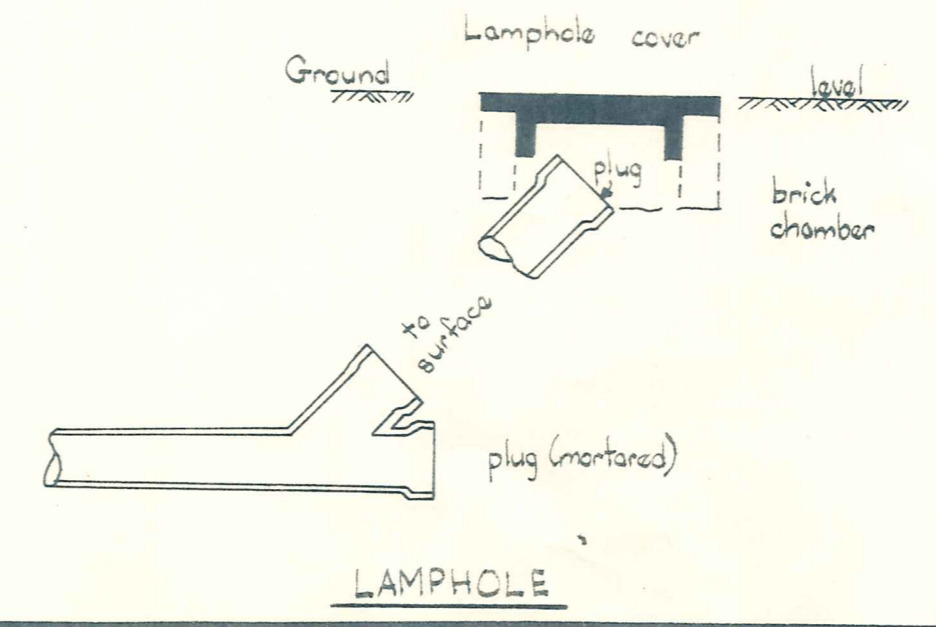 Lamphole cover
Ground level
plug
brick
chamber
to
surface
plug (mortared)
LAMPHOLE